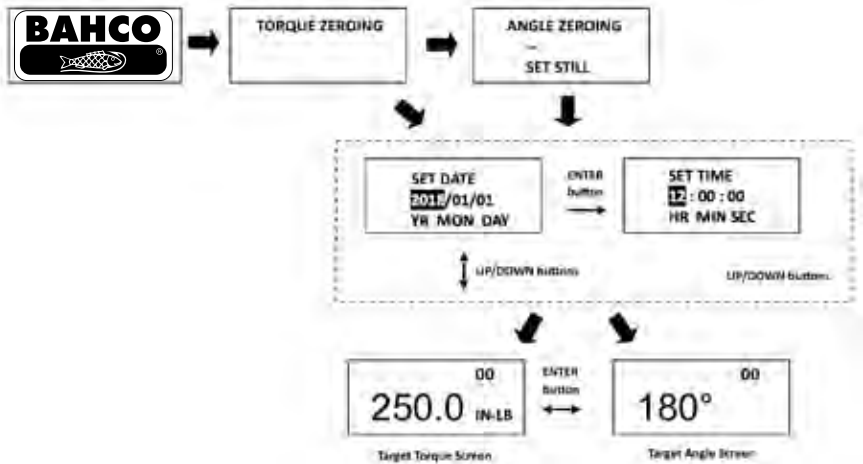 BAHCO
®
TORQUE ZEROING
ANGLE ZEROING
–
SET STILL
SET DATE
2018/01/01
YR MON DAY
ENTER
button
SET TIME
12 : 00 : 00
HR MIN SEC
UP/DOWN buttons
UP/DOWN buttons
00
250.0 IN-LB
ENTER
button
00
180°
Target Torque Screen
Target Angle Screen